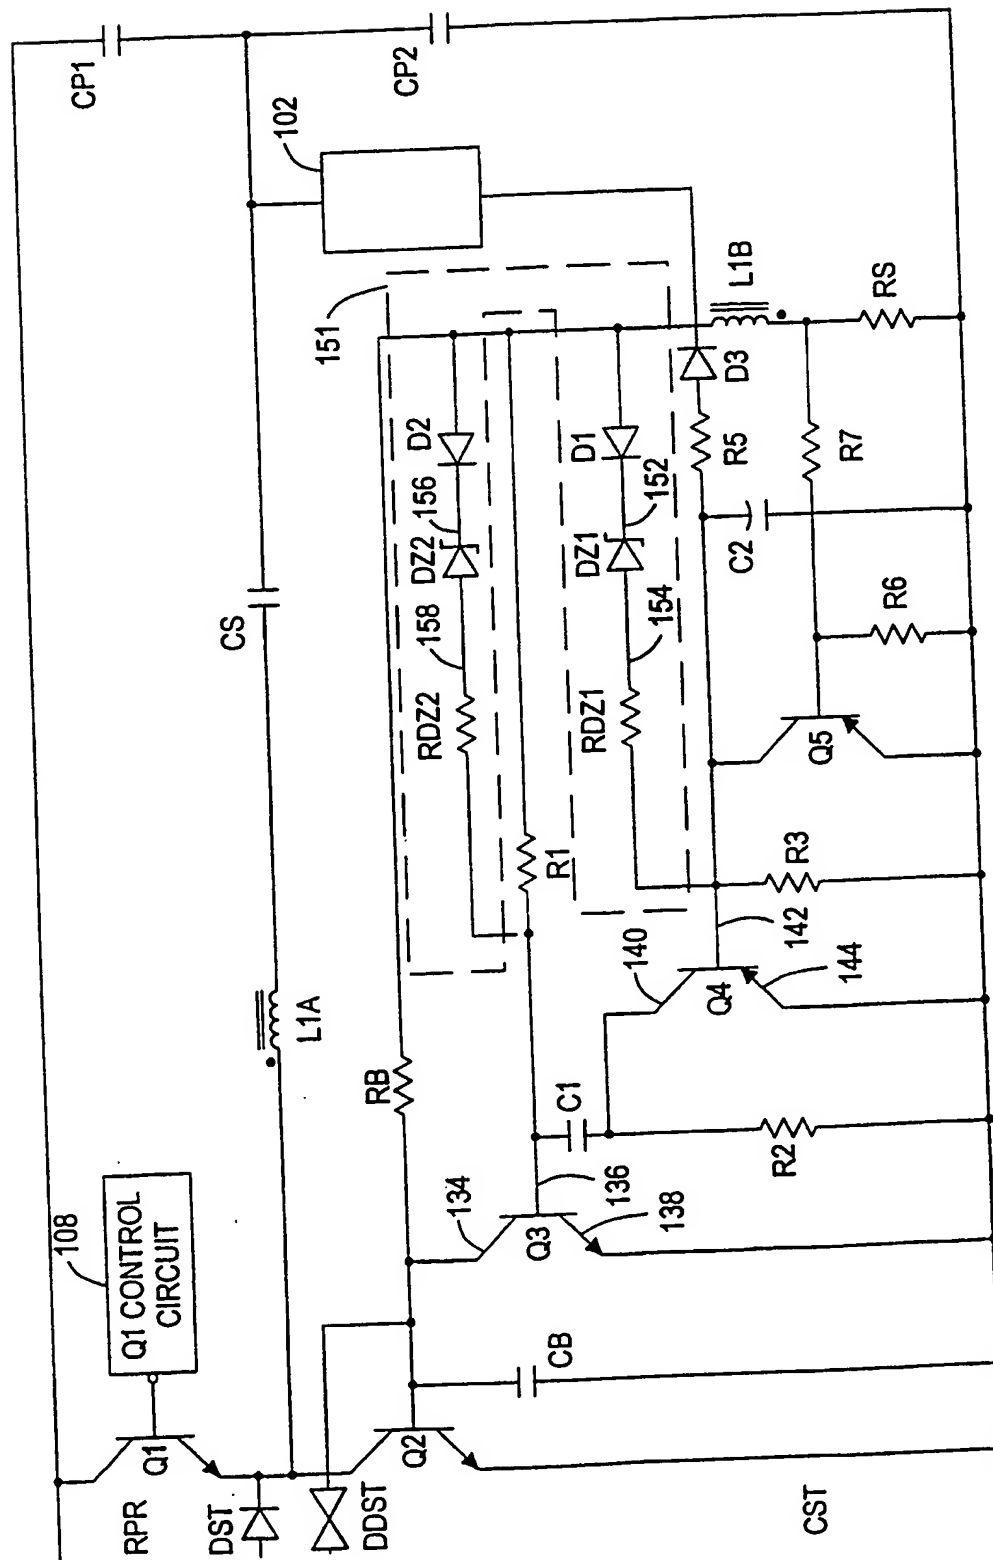 CP1
CP2
102
151
L1B
RS
D2
156
DZ2
158
RDZ2
D1
152
DZ1
154
RDZ1
D3
R5
R7
C2
R6
CS
Q5
R1
R3
142
140
144
Q4
L1A
RB
C1
R2
134
136
138
Q3
108
Q1 CONTROL
CIRCUIT
CB
Q1
Q2
RPR
DST
DDST
CST